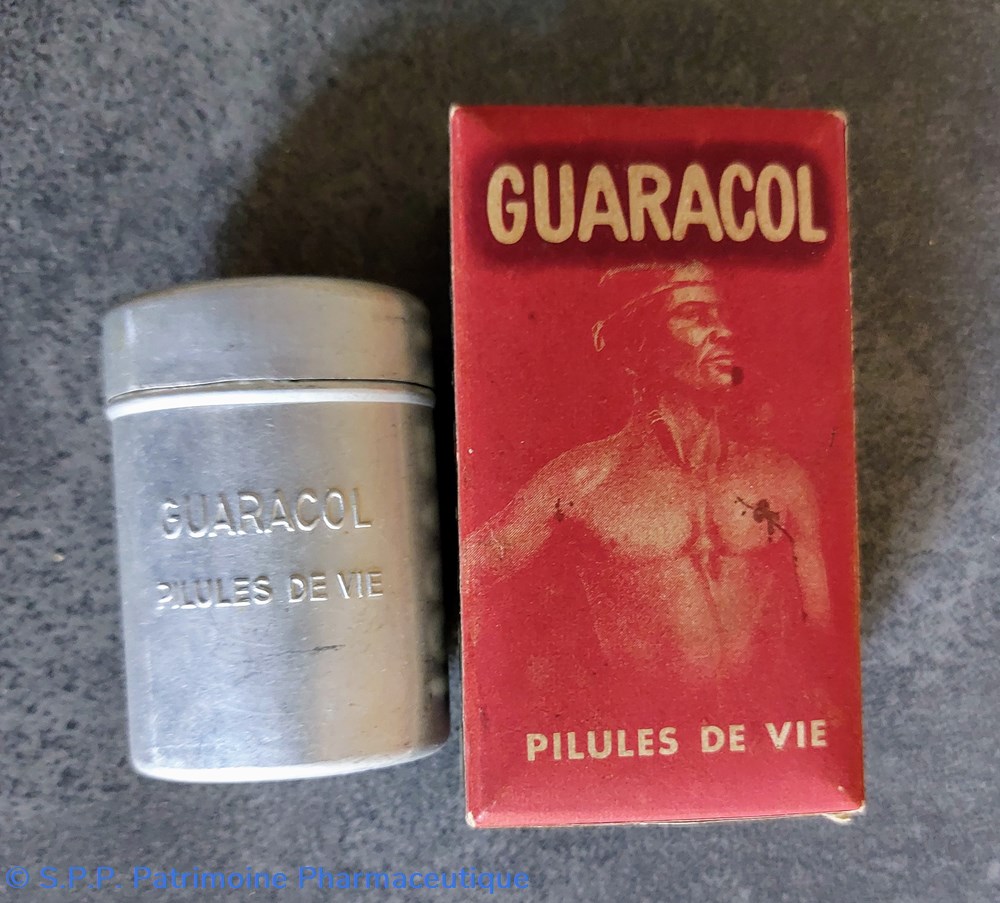 GUARACOL
PILULES DE VIE
GUARACOL
PILULES DE VIE
© S.P.P. Patrimoine Pharmaceutique